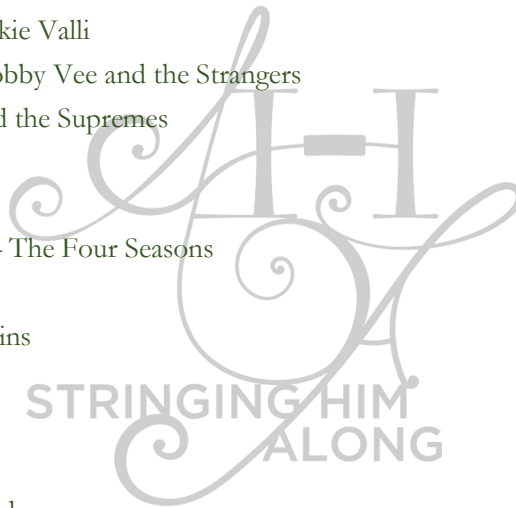 kie Valli
obby Vee and the Strangers
d the Supremes
- The Four Seasons
ins
STRINGING HIM
ALONG